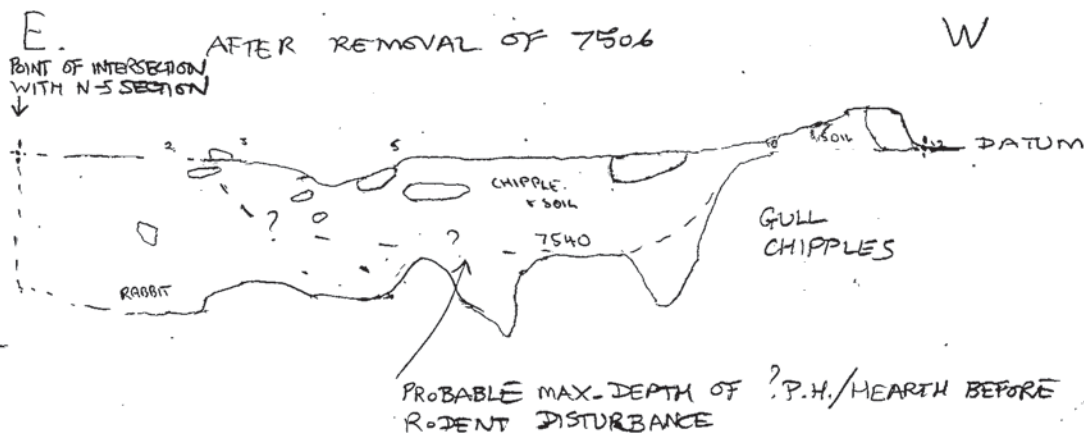 E. AFTER REMOVAL OF 7506 W
POINT OF INTERSECTION
WITH N-S SECTION
2 3 5 10 SOIL 12 DATUM
CHIPPLE
& SOIL
? ? 7540
GULL
CHIPPLES
RABBIT
PROBABLE MAX. DEPTH OF ?P.H./HEARTH BEFORE
RODENT DISTURBANCE